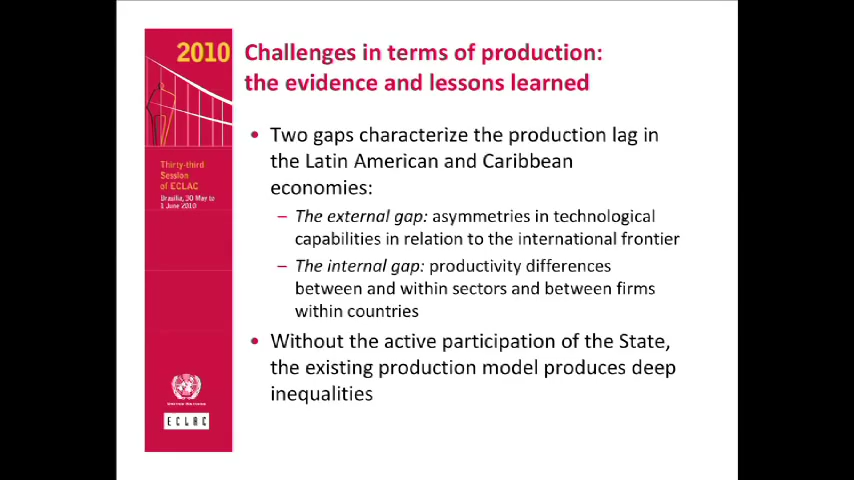 2010
Thirty-third
Session
of ECLAC
Brasilia, 30 May to
1 June 2010
ECLAC
Challenges in terms of production:
the evidence and lessons learned
• Two gaps characterize the production lag in
the Latin American and Caribbean
economies:
– The external gap: asymmetries in technological
capabilities in relation to the international frontier
– The internal gap: productivity differences
between and within sectors and between firms
within countries
• Without the active participation of the State,
the existing production model produces deep
inequalities